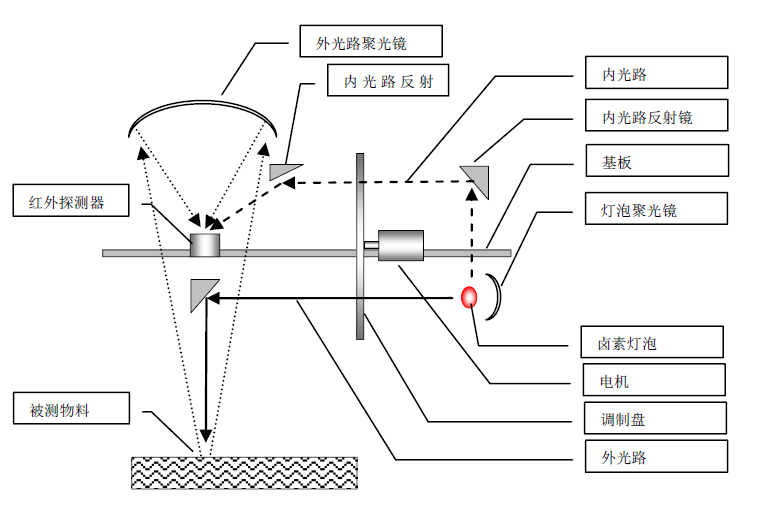 外光路聚光镜
内光路反射
内光路
内光路反射镜
基板
红外探测器
灯泡聚光镜
卤素灯泡
电机
被测物料
调制盘
外光路